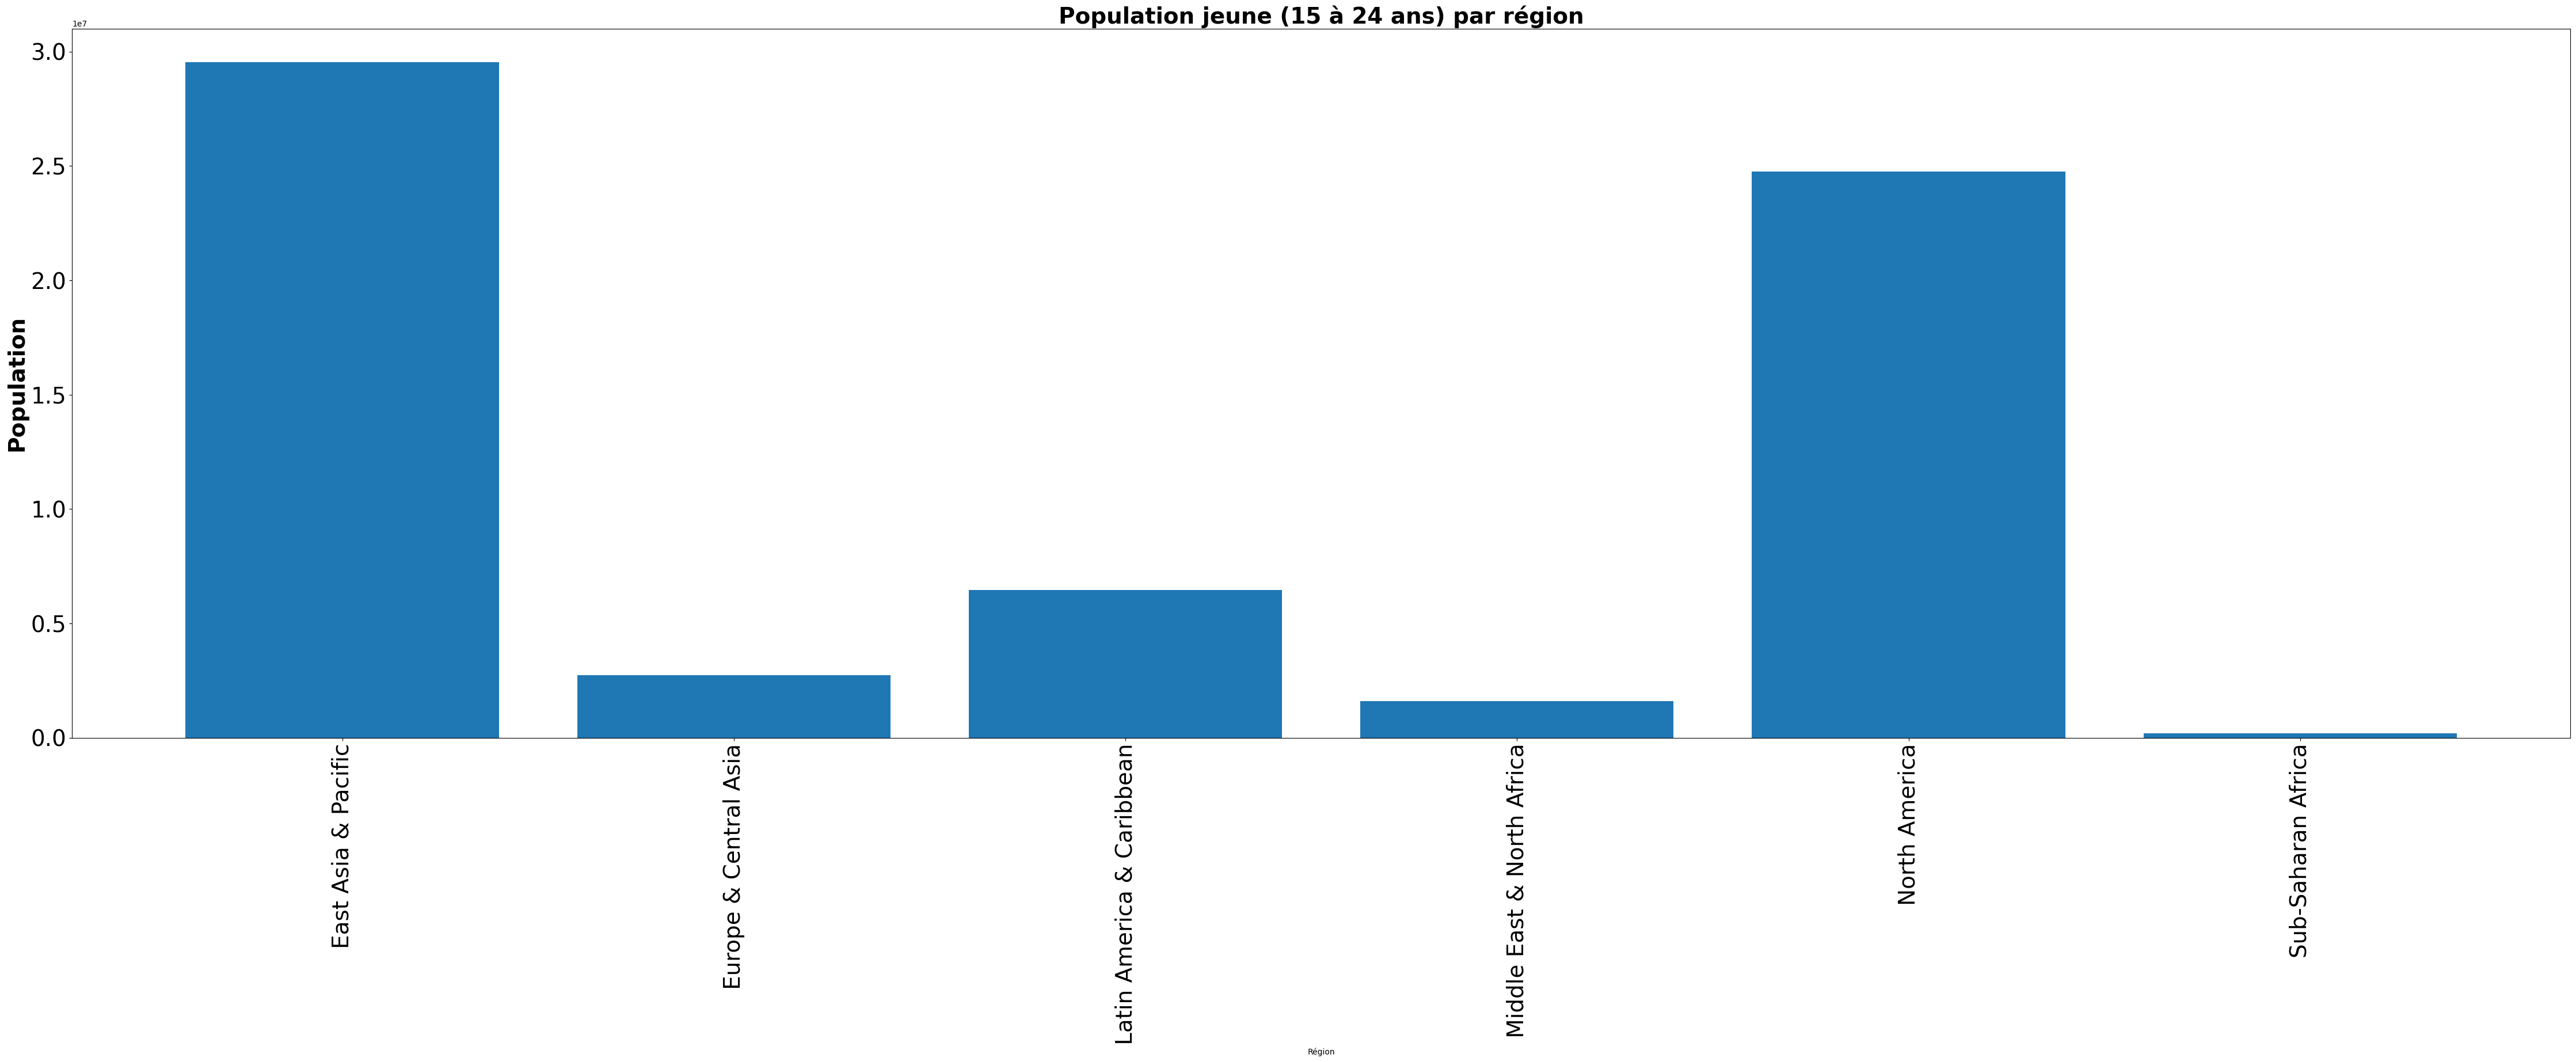 Population jeune (15 à 24 ans) par région
1e7
3.0
2.5
2.0
1.5
1.0
0.5
0.0
Population
East Asia & Pacific
Europe & Central Asia
Latin America & Caribbean
Middle East & North Africa
North America
Sub-Saharan Africa
Région